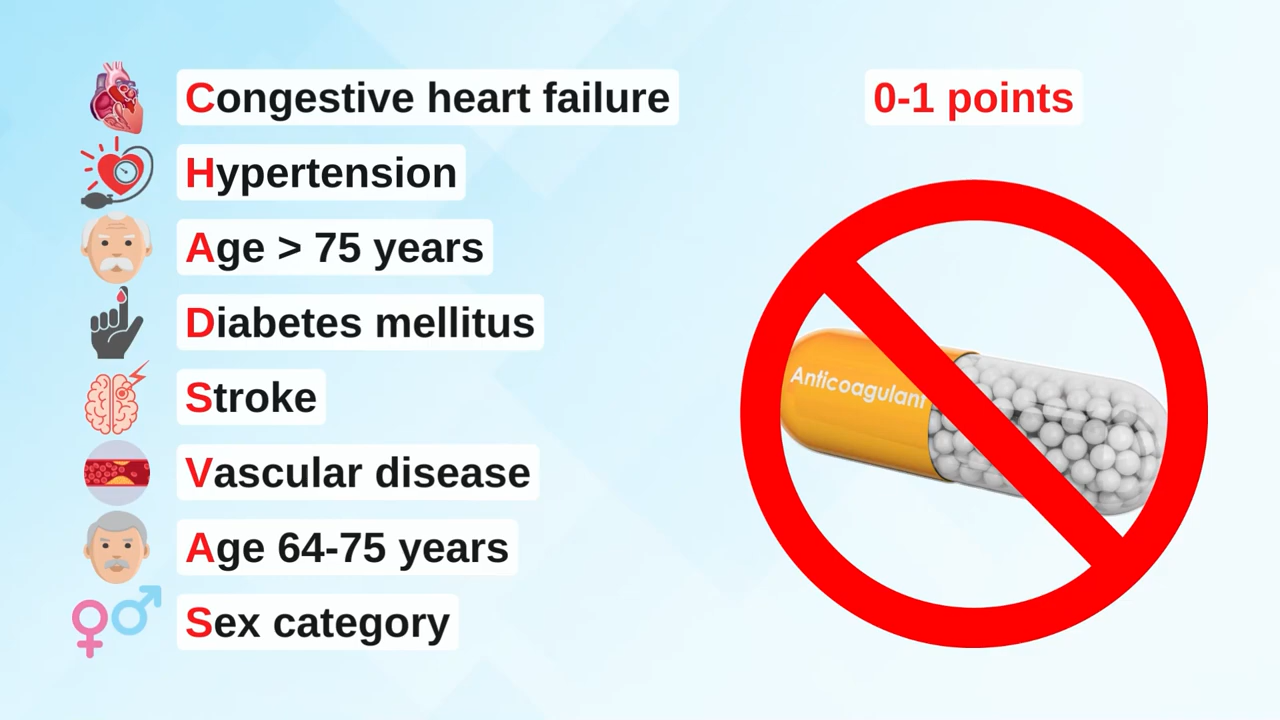 Congestive heart failure
Hypertension
Age > 75 years
Diabetes mellitus
Stroke
Vascular disease
Age 64-75 years
Sex category
0-1 points
Anticoagulant